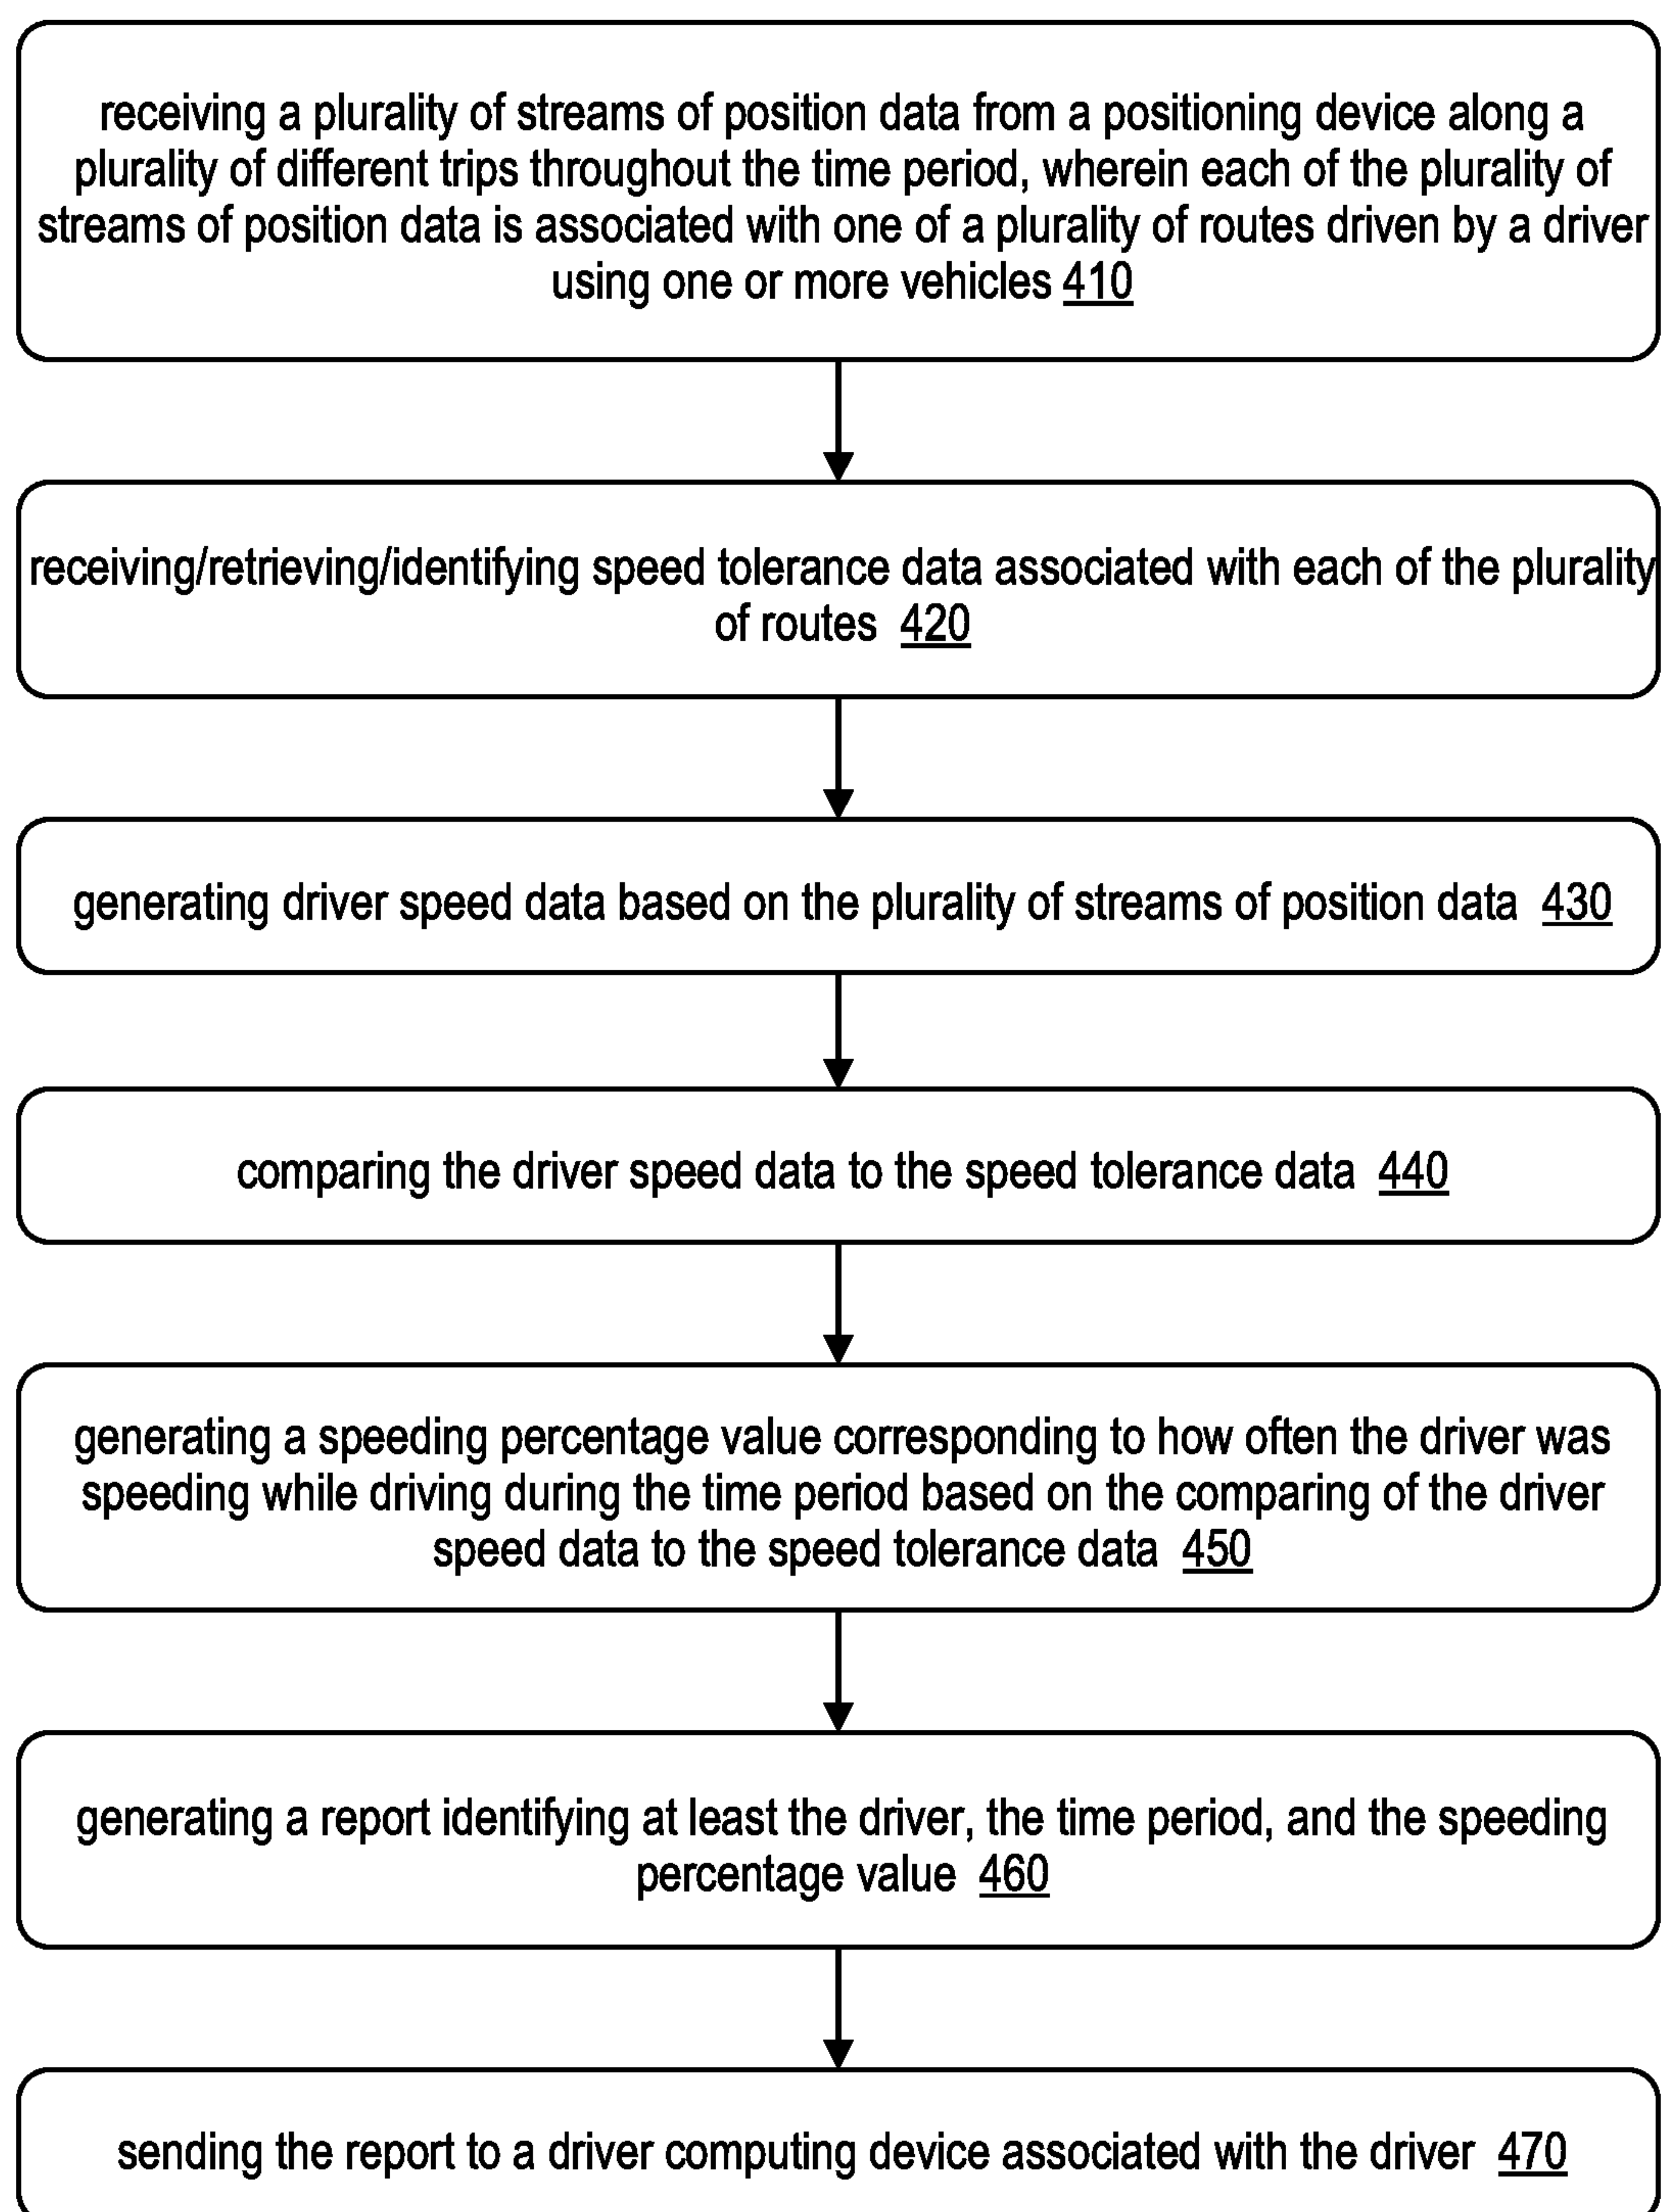 receiving a plurality of streams of position data from a positioning device along a
plurality of different trips throughout the time period, wherein each of the plurality of
streams of position data is associated with one of a plurality of routes driven by a driver
using one or more vehicles 410
receiving/retrieving/identifying speed tolerance data associated with each of the plurality
of routes 420
generating driver speed data based on the plurality of streams of position data 430
comparing the driver speed data to the speed tolerance data 440
generating a speeding percentage value corresponding to how often the driver was
speeding while driving during the time period based on the comparing of the driver
speed data to the speed tolerance data 450
generating a report identifying at least the driver, the time period, and the speeding
percentage value 460
sending the report to a driver computing device associated with the driver 470